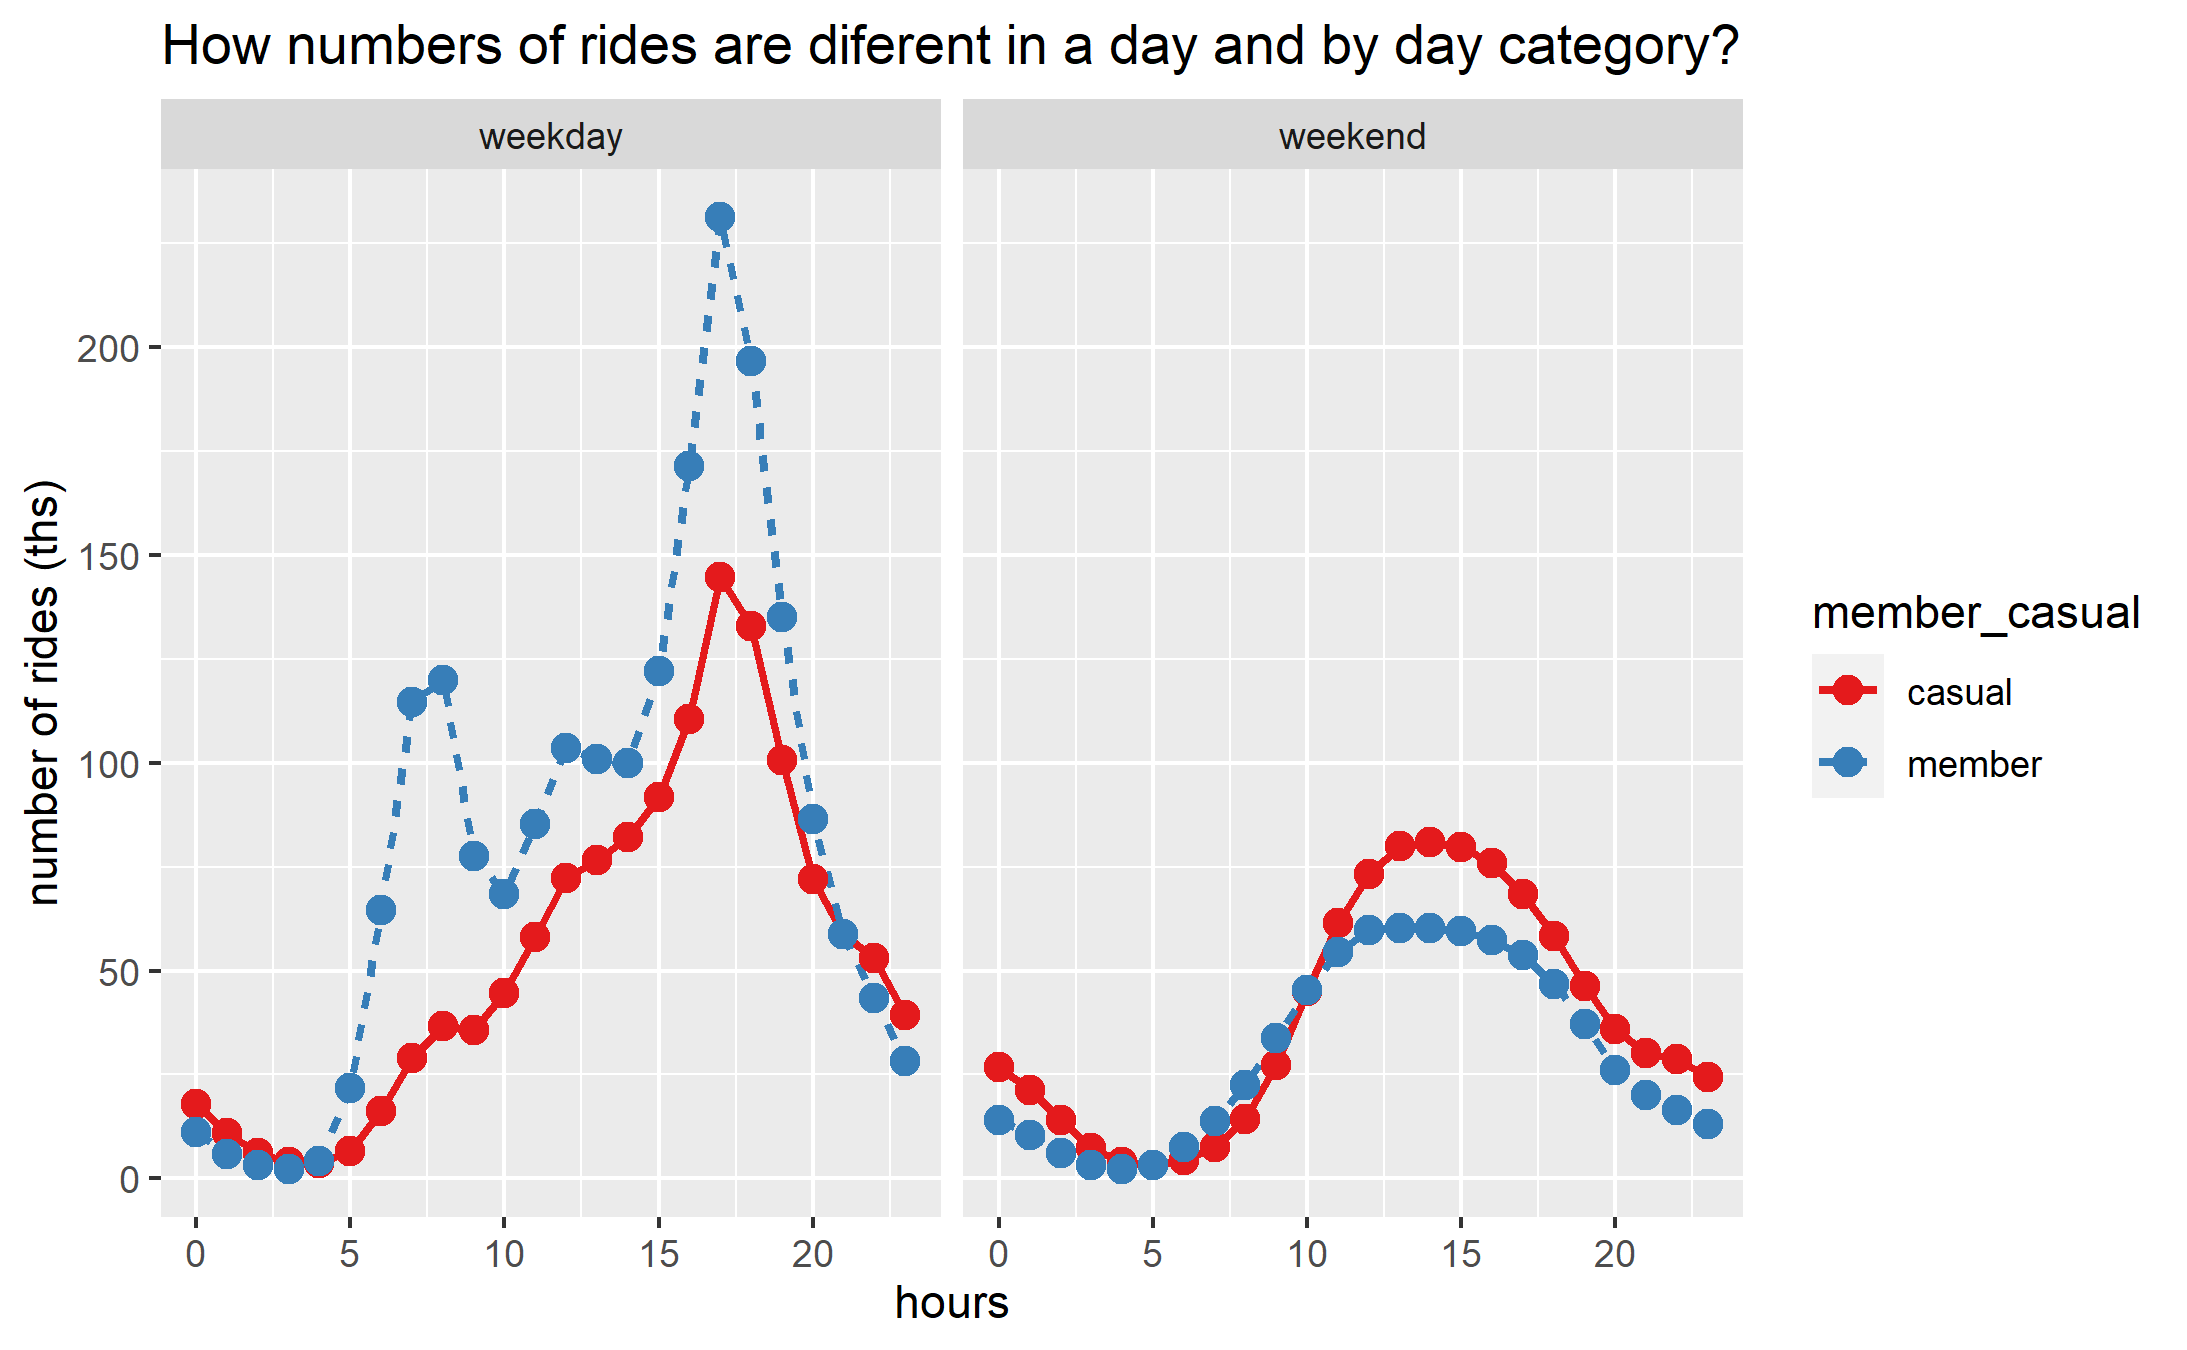 How numbers of rides are diferent in a day and by day category?
weekday
weekend
number of rides (ths)
200
150
100
50
0
0 5 10 15 20
0 5 10 15 20
hours
member_casual
casual
member